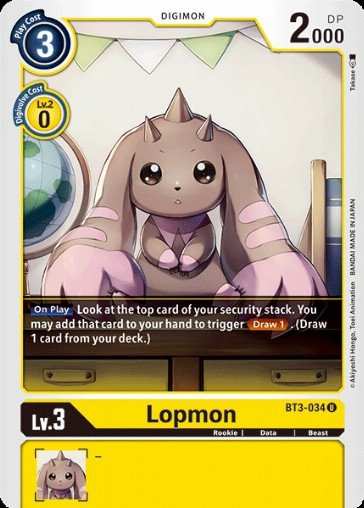 Play Cost
3
DIGIMON
DP
2000
Digivolve Cost
Lv.2
0
Takase
© Akiyoshi Hongo, Toei Animation BANDAI MADE IN JAPAN
On Play Look at the top card of your security stack. You
may add that card to your hand to trigger Draw 1. (Draw
1 card from your deck.)
Lv.3
Lopmon
BT3-034 U
Rookie | Data | Beast
-